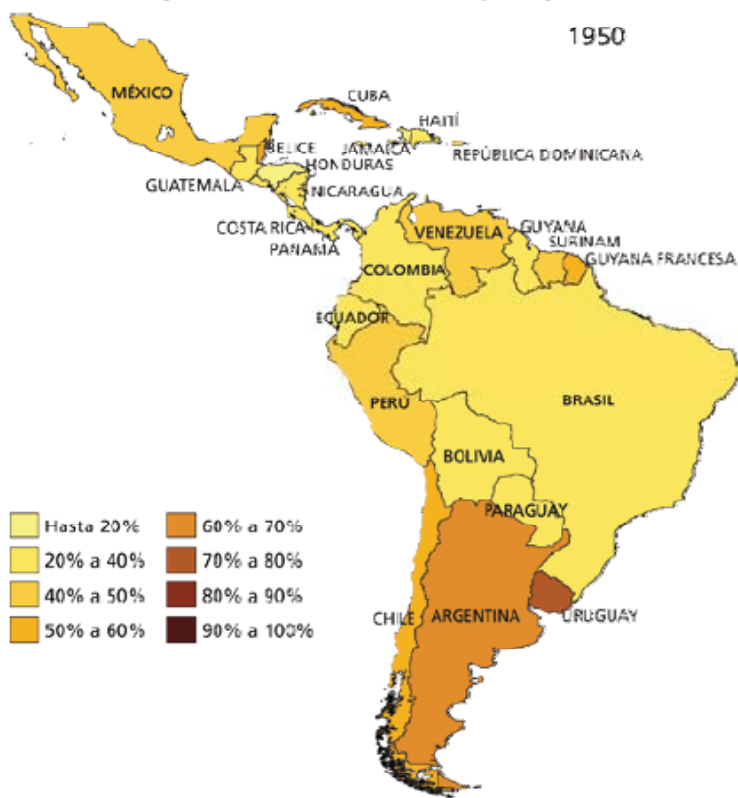 1950
MÉXICO
CUBA
HAITÍ
BELICE
JAMAICA
REPÚBLICA DOMINICANA
HONDURAS
GUATEMALA
NICARAGUA
COSTA RICA
PANAMÁ
VENEZUELA
GUYANA
SURINAM
GUYANA FRANCESA
COLOMBIA
ECUADOR
PERÚ
BRASIL
BOLIVIA
PARAGUAY
CHILE
ARGENTINA
URUGUAY
Hasta 20%
20% a 40%
40% a 50%
50% a 60%
60% a 70%
70% a 80%
80% a 90%
90% a 100%